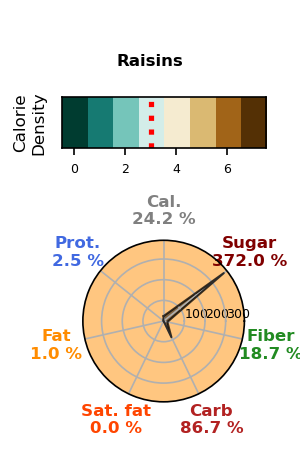 Raisins
Calorie
Density
0 2 4 6
Cal.
24.2 %
Prot.
2.5 %
Sugar
372.0 %
100 200 300
Fat
1.0 %
Fiber
18.7 %
Sat. fat
0.0 %
Carb
86.7 %